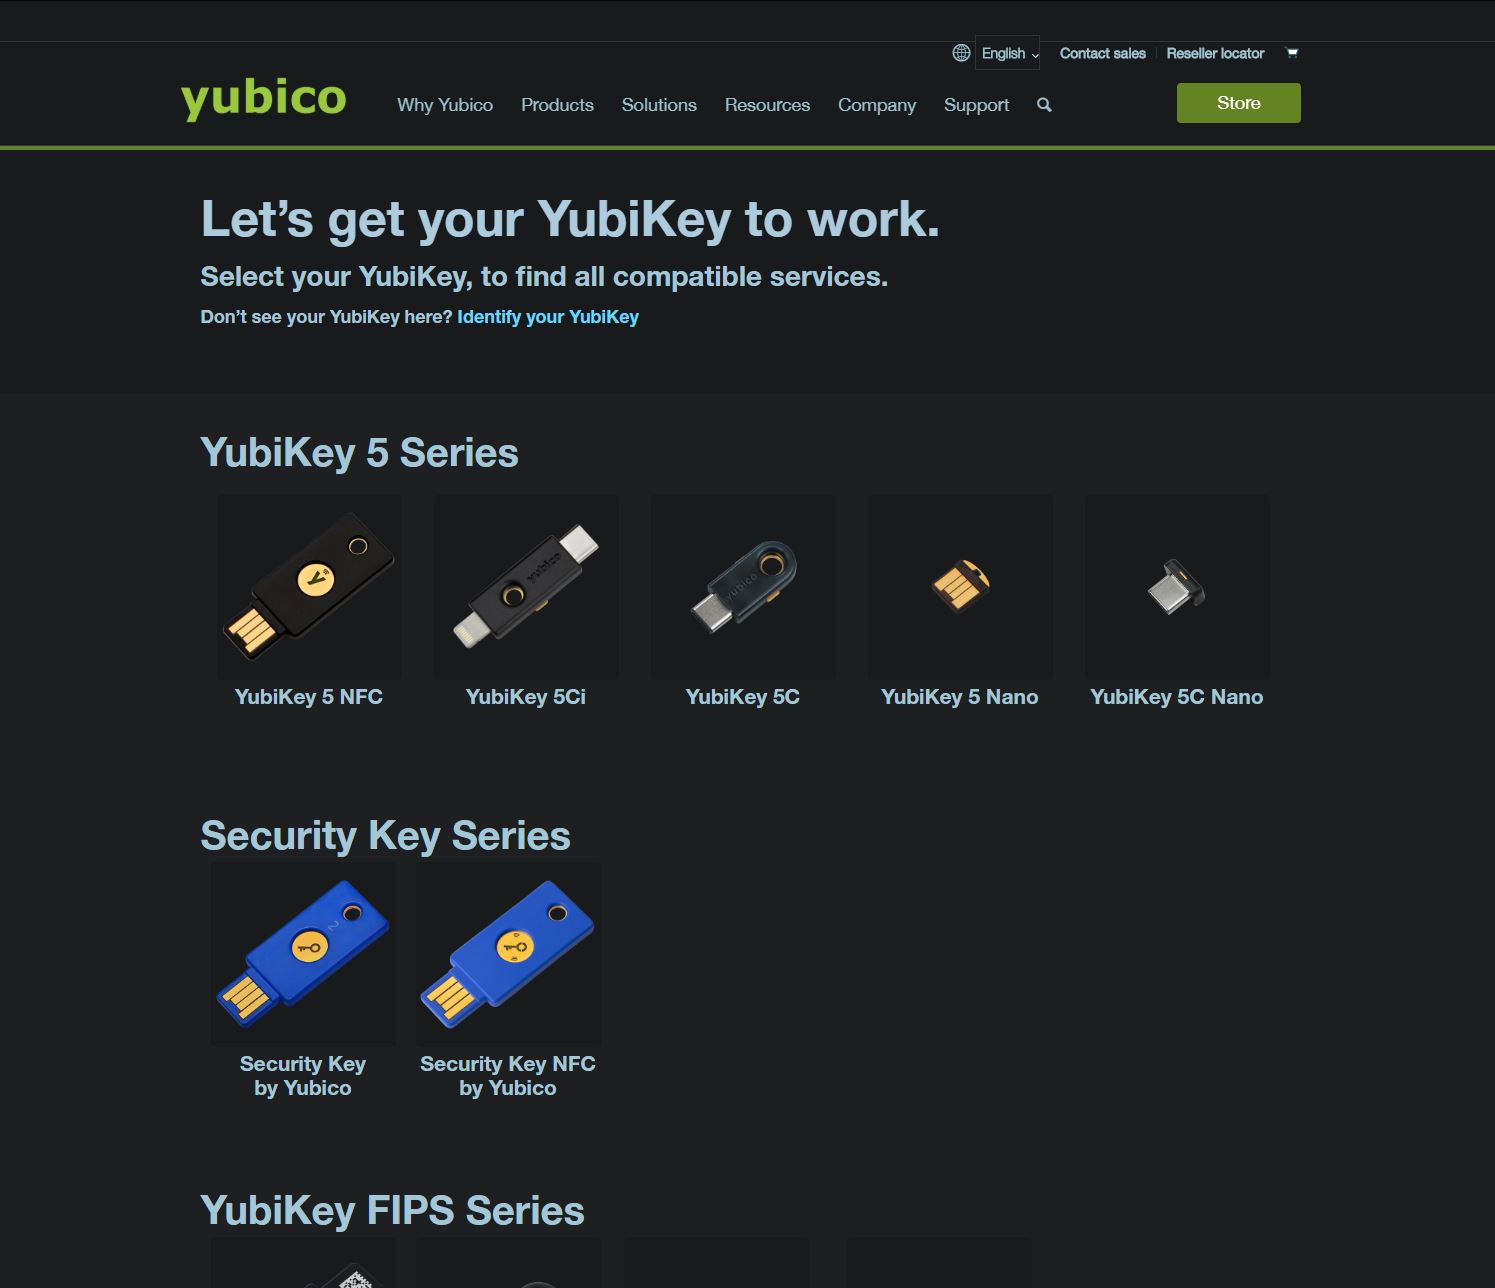 English
Contact sales
Reseller locator
yubico
Why Yubico
Products
Solutions
Resources
Company
Support
Store
Let’s get your YubiKey to work.
Select your YubiKey, to find all compatible services.
Don’t see your YubiKey here? Identify your YubiKey
YubiKey 5 Series
Y
yubico
yubico
YubiKey 5 NFC
YubiKey 5Ci
YubiKey 5C
YubiKey 5 Nano
YubiKey 5C Nano
Security Key Series
2
Security Key
by Yubico
Security Key NFC
by Yubico
YubiKey FIPS Series